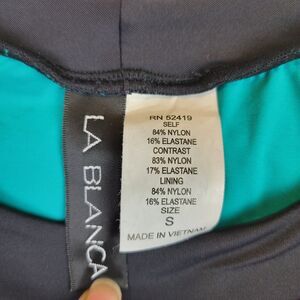 LA BLANCA
RN 52419
SELF
84% NYLON
16% ELASTANE
CONTRAST
83% NYLON
17% ELASTANE
LINING
84% NYLON
16% ELASTANE
SIZE
S
MADE IN VIETNAM